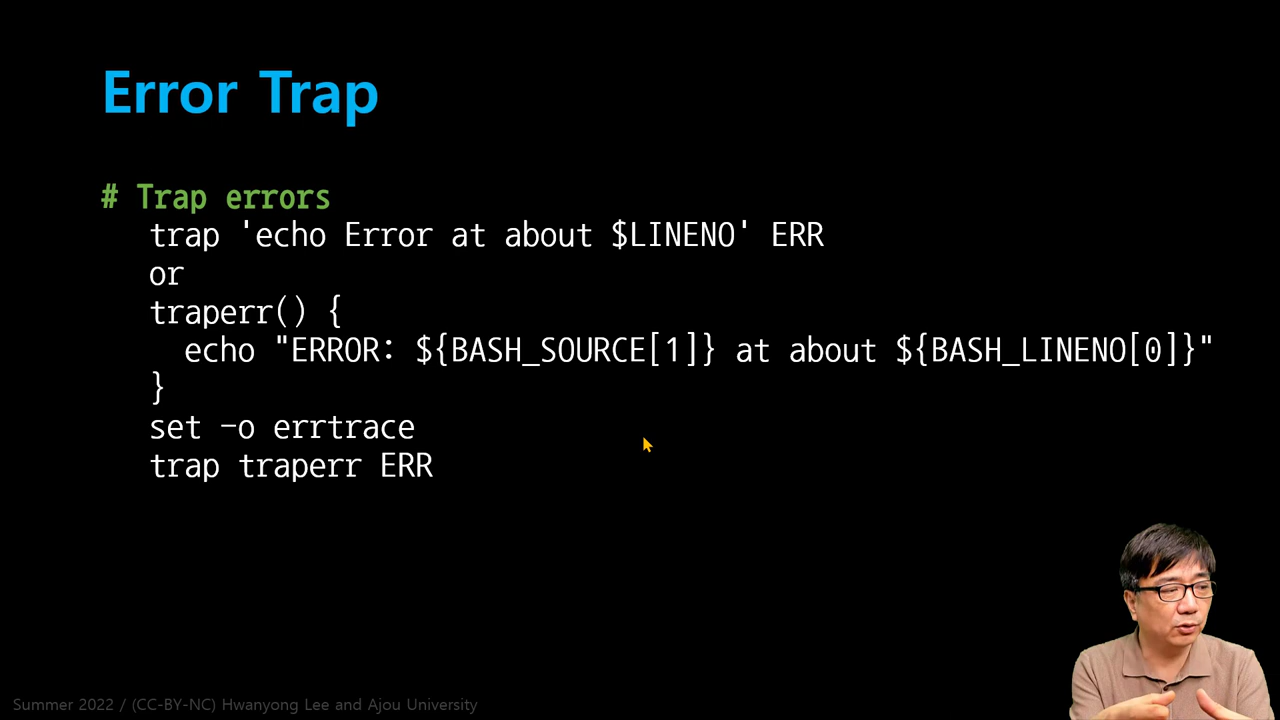 Error Trap
# Trap errors
trap 'echo Error at about $LINENO' ERR
or
traperr() {
echo "ERROR: ${BASH_SOURCE[1]} at about ${BASH_LINENO[0]}"
}
set -o errtrace
trap traperr ERR
Summer 2022 / (CC-BY-NC) Hwanyong Lee and Ajou University